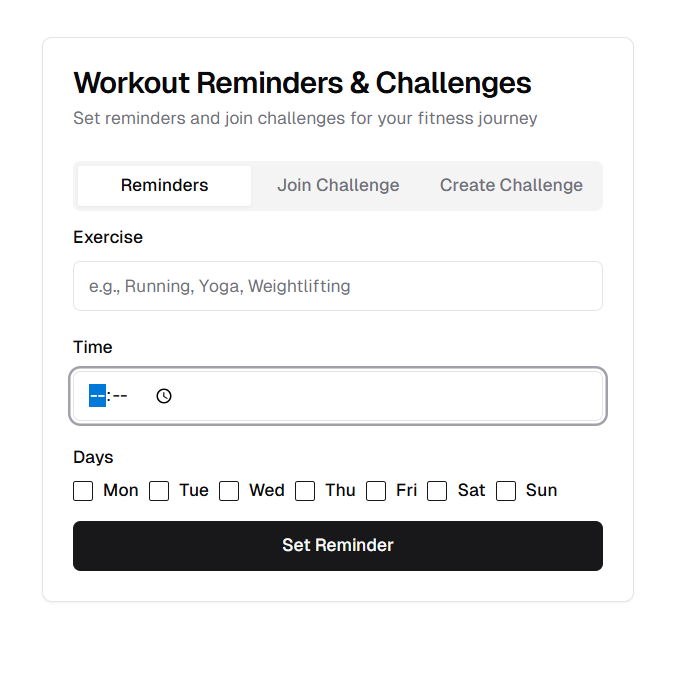 Workout Reminders & Challenges
Set reminders and join challenges for your fitness journey
Reminders Join Challenge Create Challenge
Exercise
e.g., Running, Yoga, Weightlifting
Time
--:--
Days
Mon Tue Wed Thu Fri Sat Sun
Set Reminder